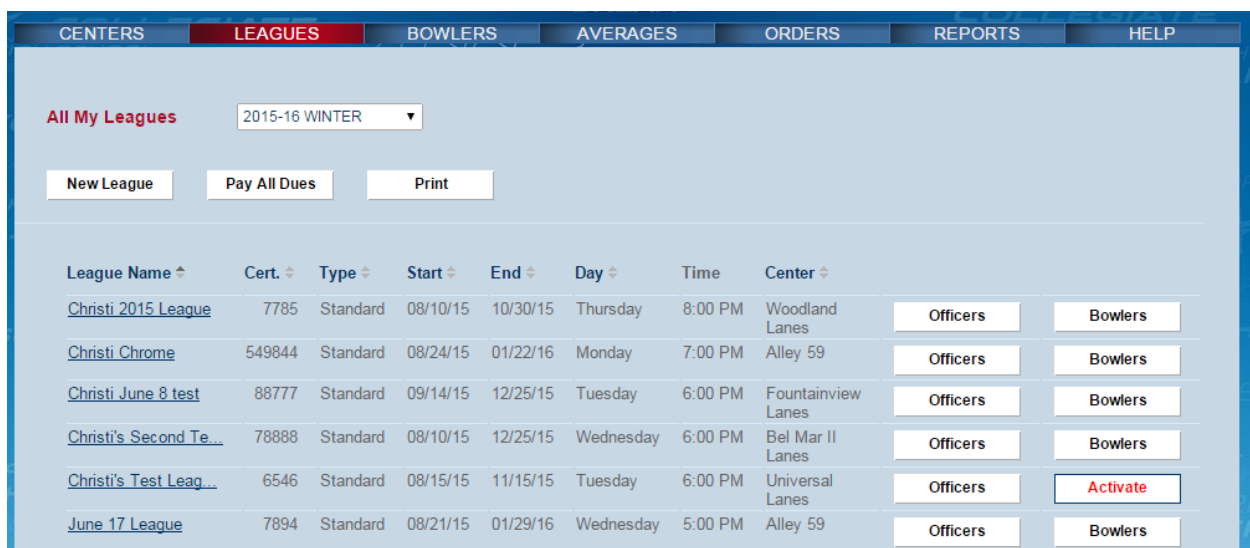 COLLEGIATE
CENTERS LEAGUES BOWLERS AVERAGES ORDERS REPORTS HELP
All My Leagues 2015-16 WINTER
New League Pay All Dues Print
League Name Cert. Type Start End Day Time Center
Christi 2015 League 7785 Standard 08/10/15 10/30/15 Thursday 8:00 PM Woodland Officers Bowlers
Lanes
Christi Chrome 549844 Standard 08/24/15 01/22/16 Monday 7:00 PM Alley 59 Officers Bowlers
Christi June 8 test 88777 Standard 09/14/15 12/25/15 Tuesday 6:00 PM Fountainview Officers Bowlers
Lanes
Christi's Second Te... 78888 Standard 08/10/15 12/25/15 Wednesday 6:00 PM Bel Mar II Officers Bowlers
Lanes
Christi's Test Leag... 6546 Standard 08/15/15 11/15/15 Tuesday 6:00 PM Universal Officers Activate
Lanes
June 17 League 7894 Standard 08/21/15 01/29/16 Wednesday 5:00 PM Alley 59 Officers Bowlers